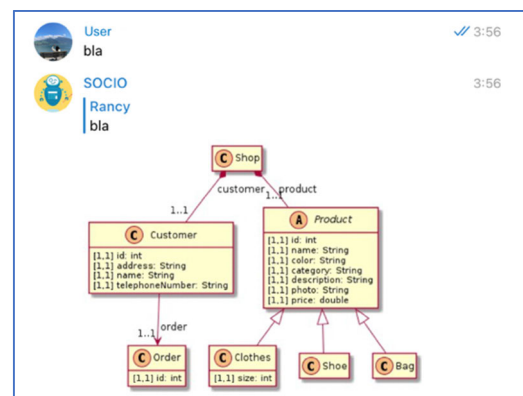 User
3:56
bla
SOCIO
3:56
Rancy
bla
C Shop
customer
product
1..1
1..1
C Customer
[1,1] id: int
[1,1] address: String
[1,1] name: String
[1,1] telephoneNumber: String
A Product
[1,1] id: int
[1,1] name: String
[1,1] color: String
[1,1] category: String
[1,1] description: String
[1,1] photo: String
[1,1] price: double
1..1
order
C Order
[1,1] id: int
C Clothes
[1,1] size: int
C Shoe
C Bag